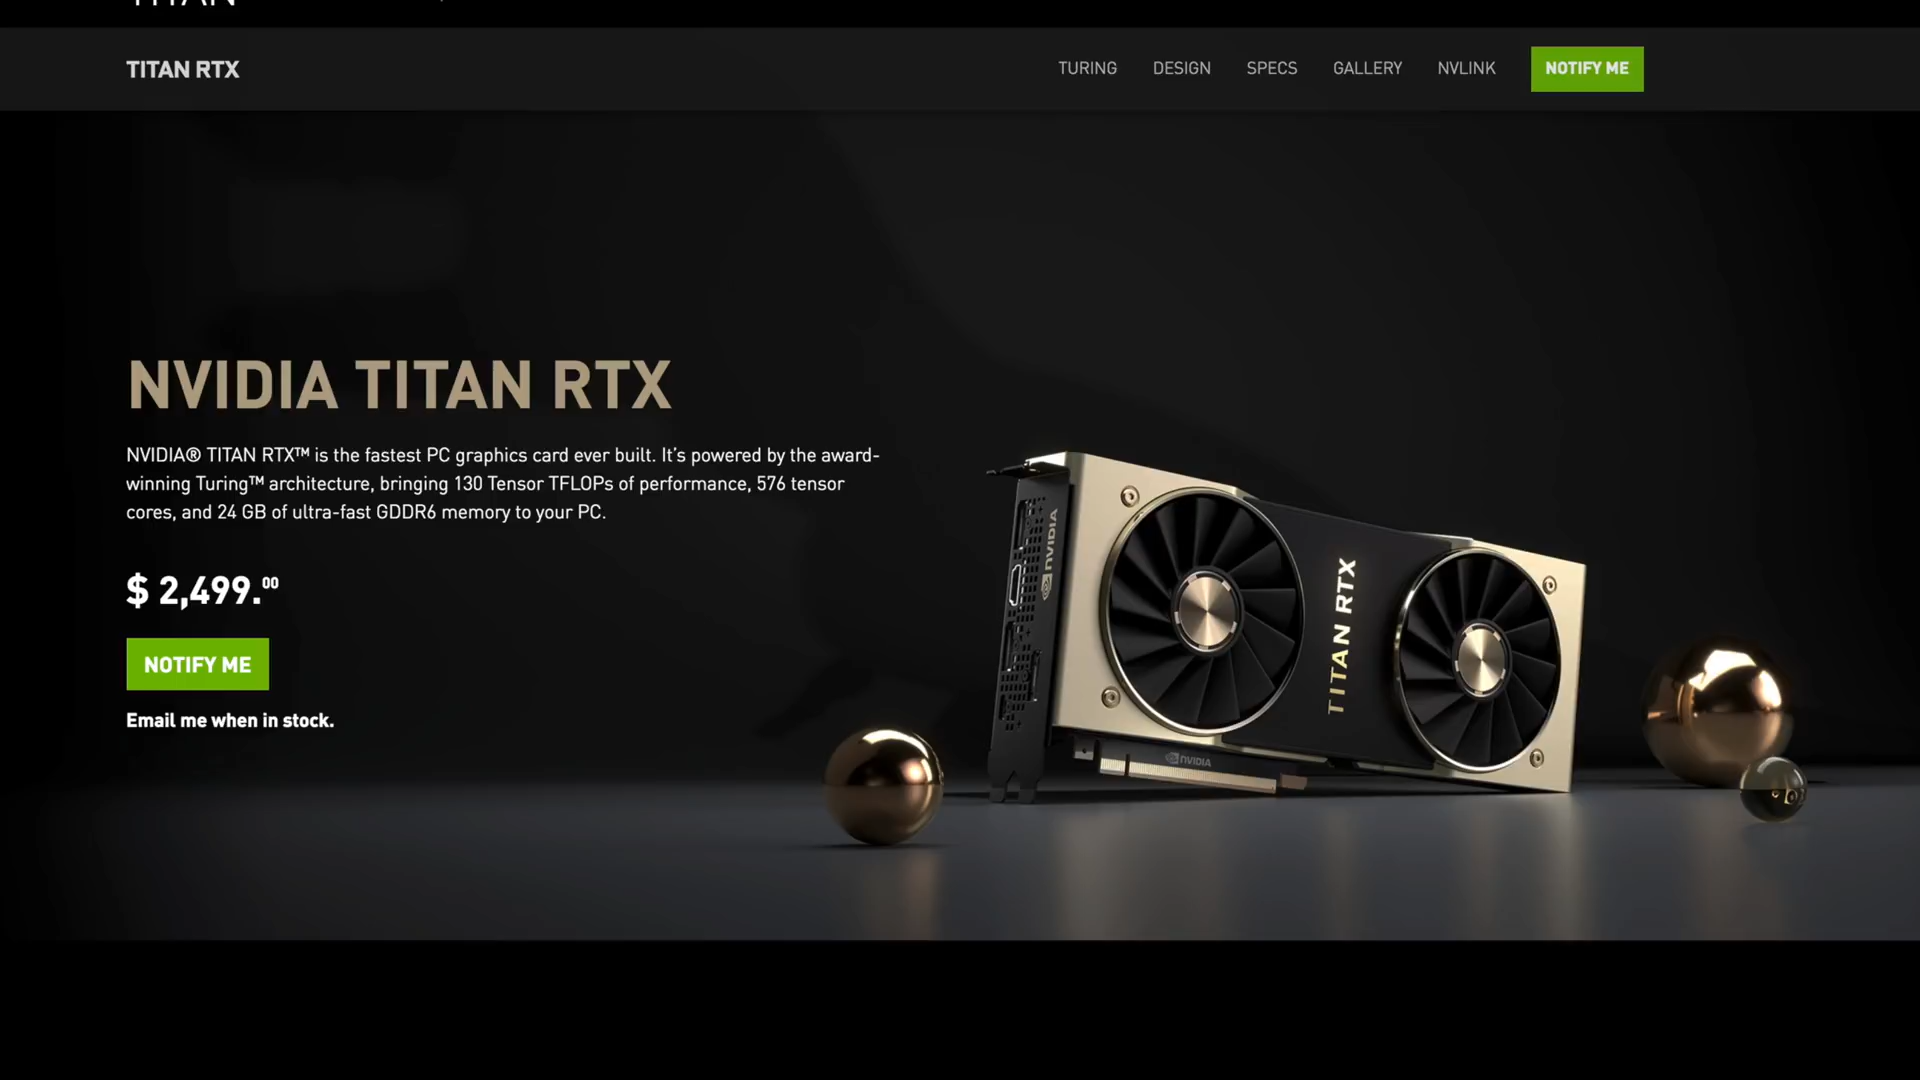 TITAN
TITAN RTX
TURING
DESIGN
SPECS
GALLERY
NVLINK
NOTIFY ME
NVIDIA TITAN RTX
NVIDIA® TITAN RTX™ is the fastest PC graphics card ever built. It's powered by the award-
winning Turing™ architecture, bringing 130 Tensor TFLOPs of performance, 576 tensor
cores, and 24 GB of ultra-fast GDDR6 memory to your PC.
$ 2,499.00
NOTIFY ME
Email me when in stock.
NVIDIA
TITAN RTX
NVIDIA